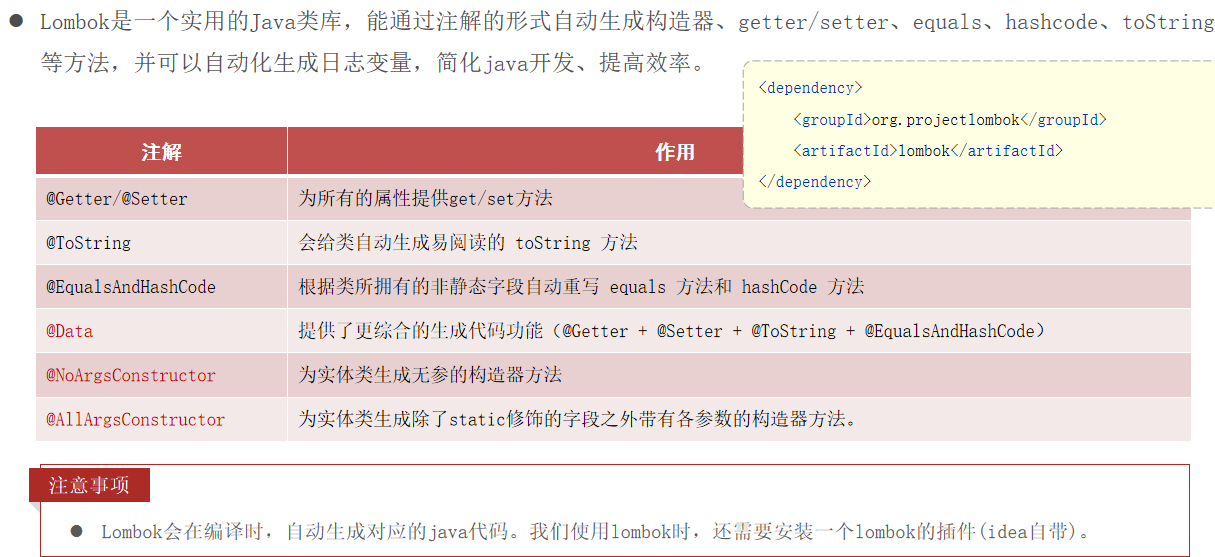 Lombok是一个实用的Java类库，能通过注解的形式自动生成构造器、getter/setter、equals、hashcode、toString
等方法，并可以自动化生成日志变量，简化java开发、提高效率。
<dependency>
<groupId>org.projectlombok</groupId>
<artifactId>lombok</artifactId>
</dependency>
注解 作用
@Getter/@Setter 为所有的属性提供get/set方法
@ToString 会给类自动生成易阅读的 toString 方法
@EqualsAndHashCode 根据类所拥有的非静态字段自动重写 equals 方法和 hashCode 方法
@Data 提供了更综合的生成代码功能（@Getter + @Setter + @ToString + @EqualsAndHashCode）
@NoArgsConstructor 为实体类生成无参的构造器方法
@AllArgsConstructor 为实体类生成除了static修饰的字段之外带有各参数的构造器方法。
注意事项
Lombok会在编译时，自动生成对应的java代码。我们使用lombok时，还需要安装一个lombok的插件(idea自带)。